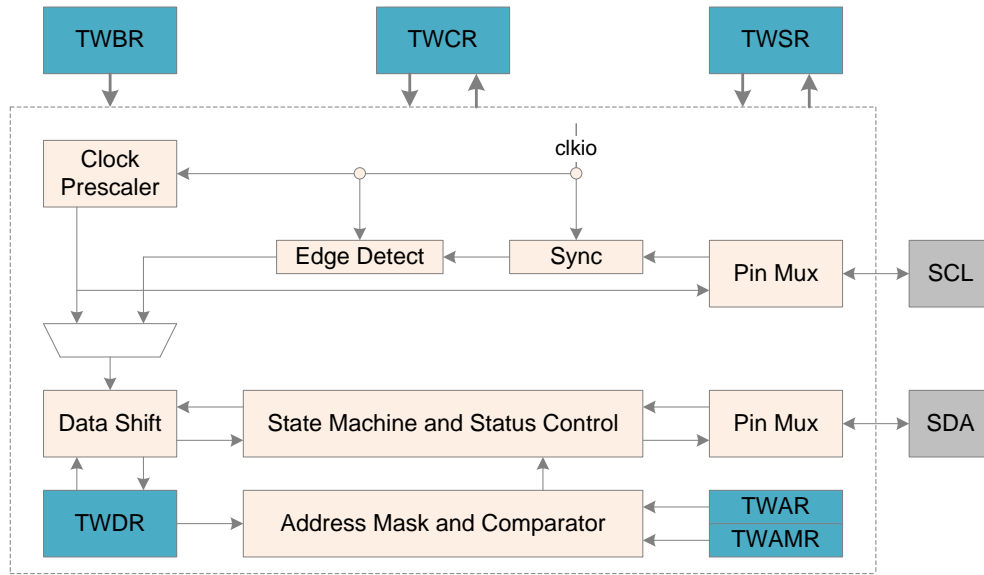 TWBR
TWCR
TWSR
clkio
Clock
Prescaler
Edge Detect
Sync
Pin Mux
SCL
Data Shift
State Machine and Status Control
Pin Mux
SDA
TWDR
Address Mask and Comparator
TWAR
TWAMR